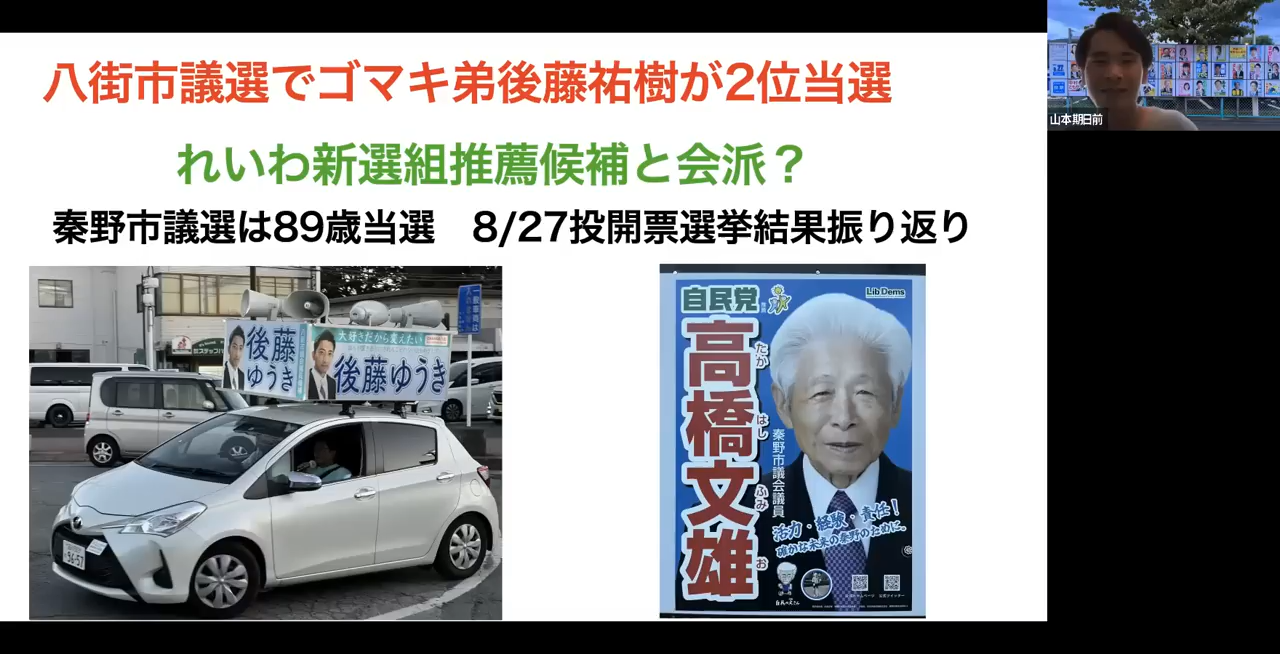 八街市議選でゴマキ弟後藤祐樹が2位当選
れいわ新選組推薦候補と会派？
秦野市議選は89歳当選　8/27投開票選挙結果振り返り
山本期日前
後藤
ゆうき
大好きだから変えたい
後藤ゆうき
36-57
自民党
Lib Dems
高橋文雄
たか
はし
ふみ
お
秦野市議会議員
活力・経験・責任！
確かな未来の秦野のために、